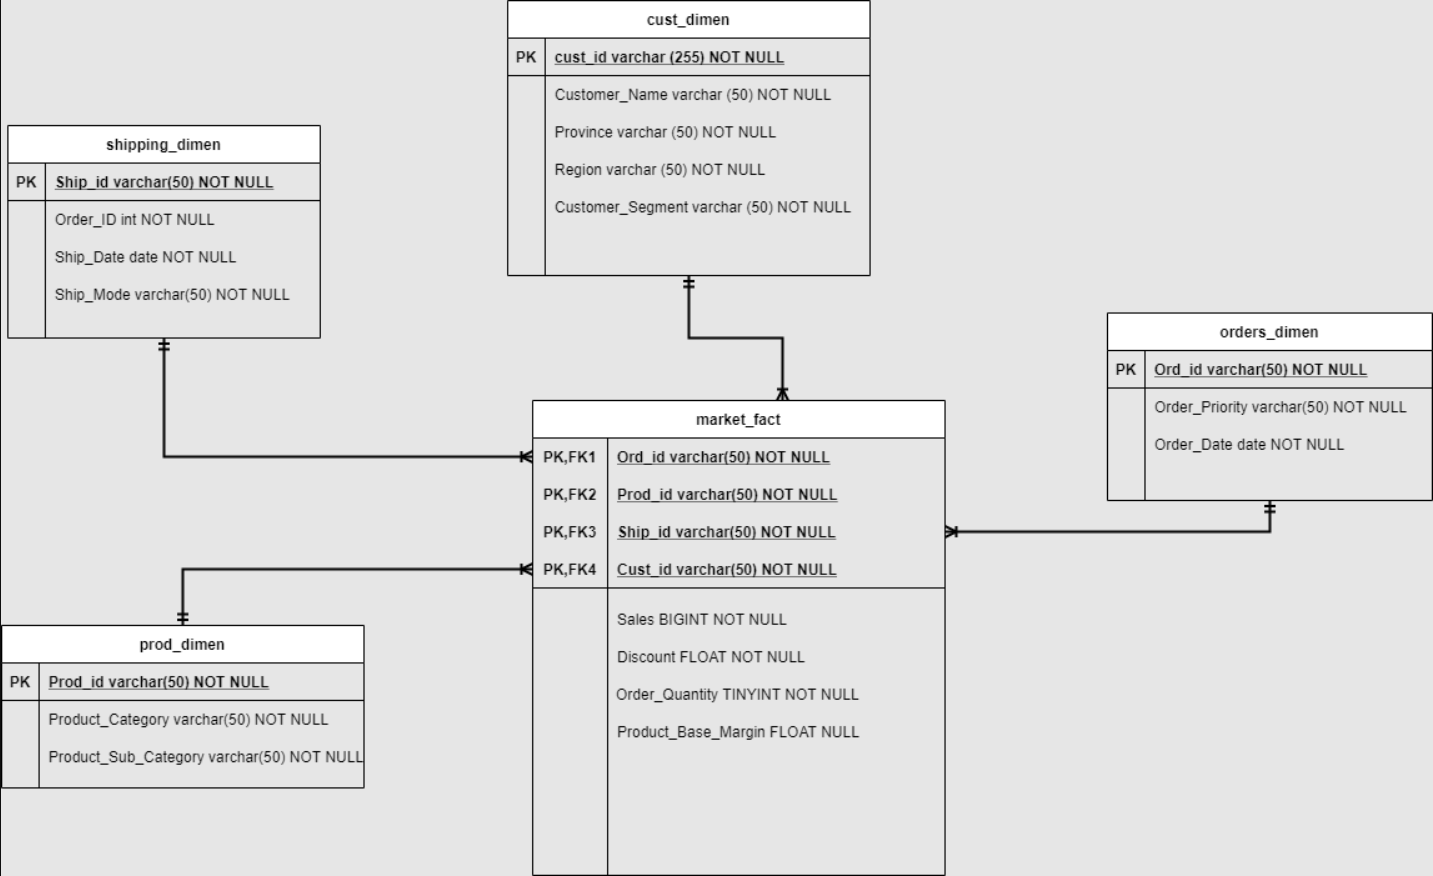 cust_dimen
PK cust_id varchar (255) NOT NULL
Customer_Name varchar (50) NOT NULL
Province varchar (50) NOT NULL
Region varchar (50) NOT NULL
Customer_Segment varchar (50) NOT NULL
shipping_dimen
PK Ship_id varchar(50) NOT NULL
Order_ID int NOT NULL
Ship_Date date NOT NULL
Ship_Mode varchar(50) NOT NULL
orders_dimen
PK Ord_id varchar(50) NOT NULL
Order_Priority varchar(50) NOT NULL
Order_Date date NOT NULL
market_fact
PK,FK1 Ord_id varchar(50) NOT NULL
PK,FK2 Prod_id varchar(50) NOT NULL
PK,FK3 Ship_id varchar(50) NOT NULL
PK,FK4 Cust_id varchar(50) NOT NULL
Sales BIGINT NOT NULL
Discount FLOAT NOT NULL
Order_Quantity TINYINT NOT NULL
Product_Base_Margin FLOAT NULL
prod_dimen
PK Prod_id varchar(50) NOT NULL
Product_Category varchar(50) NOT NULL
Product_Sub_Category varchar(50) NOT NULL